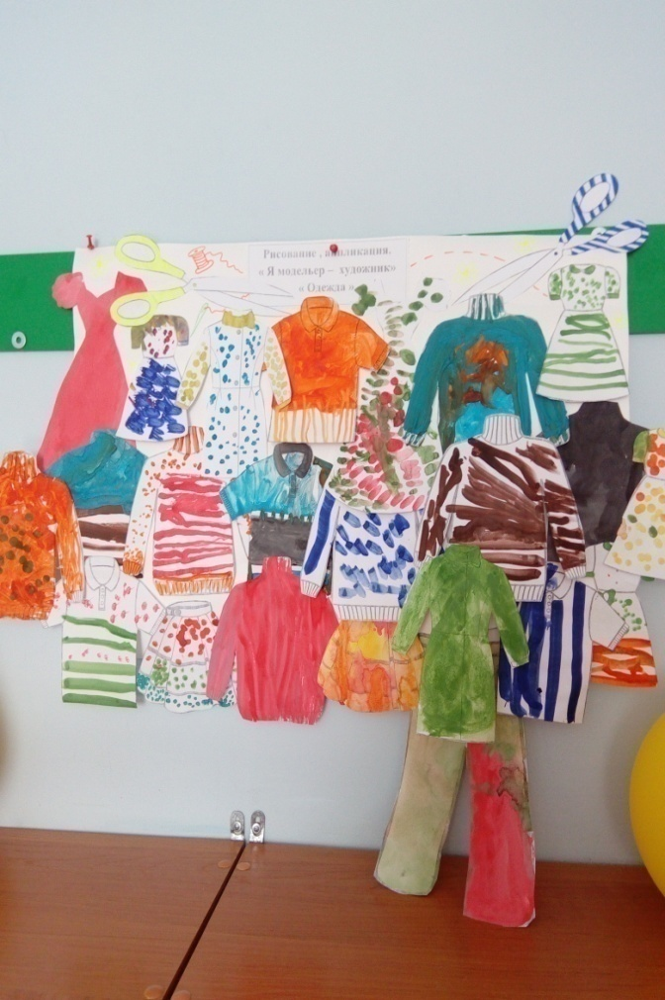 Рисование , аппликация.
« Я модельер – художник»
« Одежда »